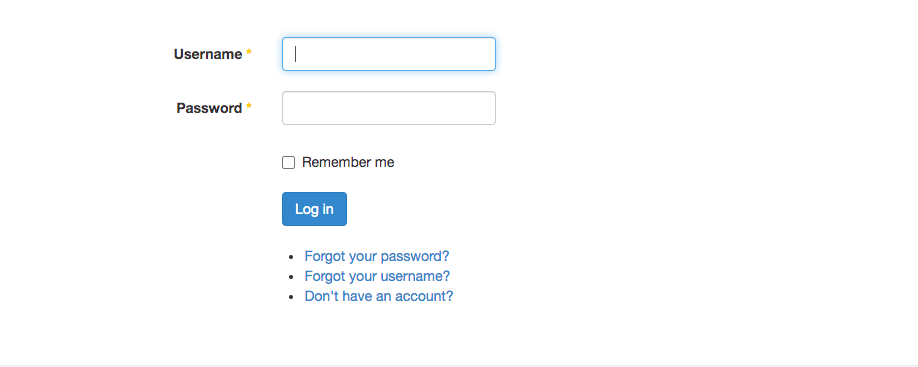 Username *
Password *
Remember me
Log in
Forgot your password?
Forgot your username?
Don't have an account?